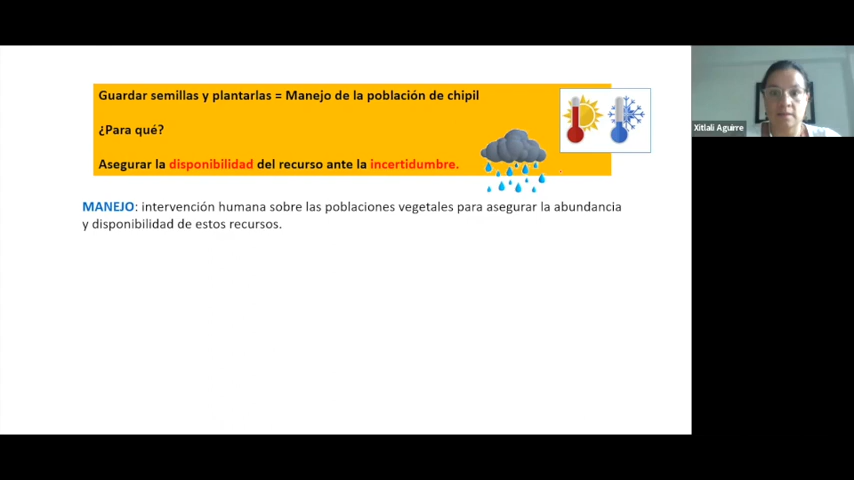 Guardar semillas y plantarlas = Manejo de la población de chipil
¿Para qué?
Asegurar la disponibilidad del recurso ante la incertidumbre.
MANEJO: intervención humana sobre las poblaciones vegetales para asegurar la abundancia
y disponibilidad de estos recursos.
Xitlali Aguirre